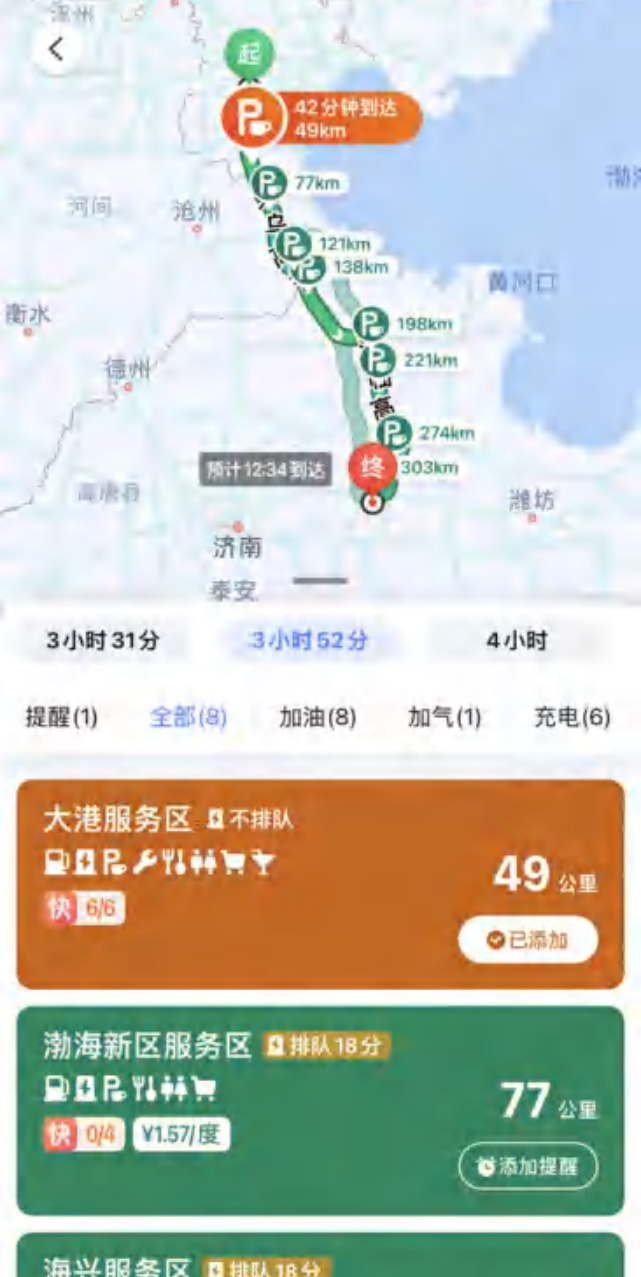 深州
起
42分钟到达
49km
77km
渤海
河间
沧州
121km
138km
黄河口
衡水
198km
德州
221km
274km
预计12:34到达
终
303km
高唐县
潍坊
济南
泰安
3小时31分
3小时52分
4小时
提醒(1)
全部(8)
加油(8)
加气(1)
充电(6)
大港服务区 不排队
快 6/6
49 公里
已添加
渤海新区服务区 排队18分
快 0/4 ¥1.57/度
77 公里
添加提醒
海兴服务区 排队18分